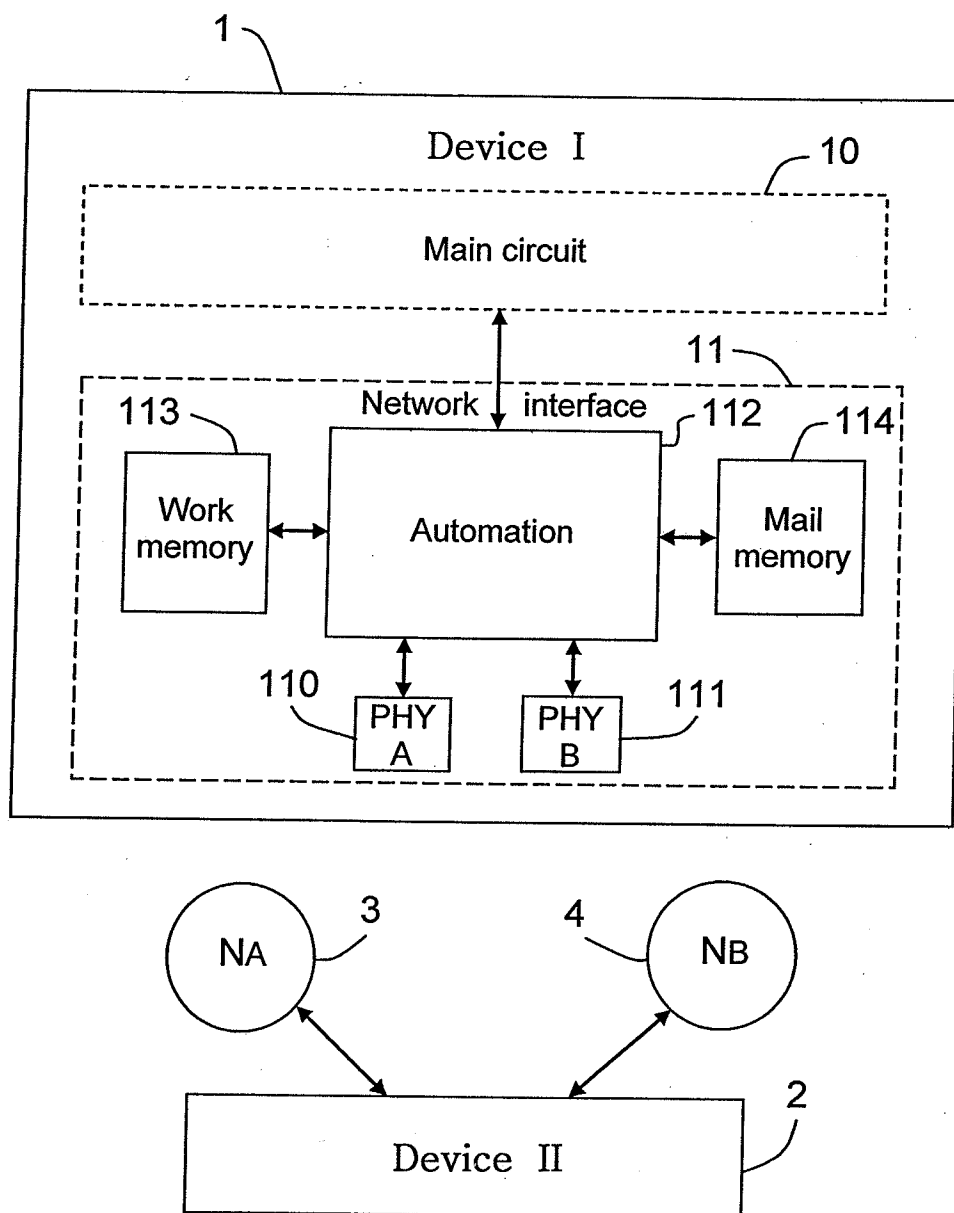 1
Device I
10
Main circuit
11
Network interface
113
112
114
Work
memory
Automation
Mail
memory
110
PHY
A
PHY
B
111
NA
3
4
NB
2
Device II